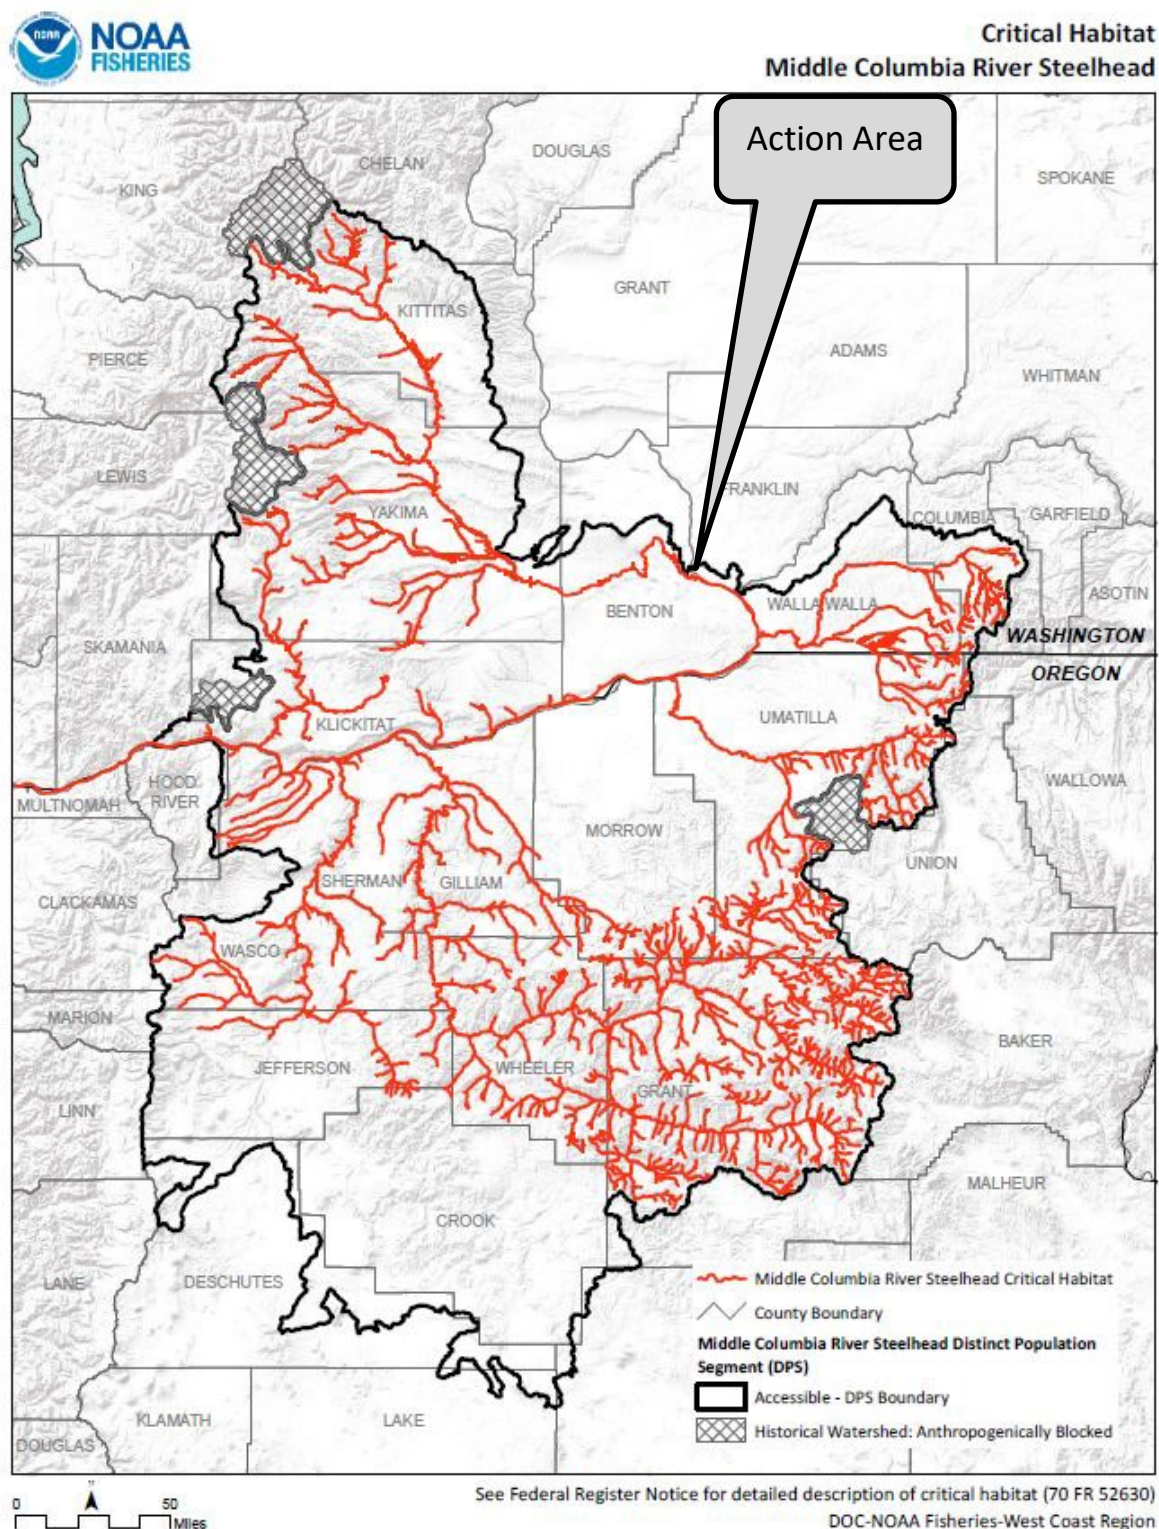 NOAA
FISHERIES
Critical Habitat
Middle Columbia River Steelhead
Action Area
CHELAN
DOUGLAS
KING
SPOKANE
GRANT
KITTITAS
ADAMS
PIERCE
WHITMAN
LEWIS
FRANKLIN
YAKIMA
COLUMBIA
GARFIELD
ASOTIN
BENTON
WALLA WALLA
WASHINGTON
SKAMANIA
OREGON
KLICKITAT
UMATILLA
HOOD
RIVER
MULTNOMAH
WALLOWA
MORROW
UNION
SHERMAN
GILLIAM
CLACKAMAS
WASCO
MARION
BAKER
JEFFERSON
WHEELER
GRANT
LINN
MALHEUR
CROOK
LANE
DESCHUTES
Middle Columbia River Steelhead Critical Habitat
County Boundary
Middle Columbia River Steelhead Distinct Population
Segment (DPS)
Accessible - DPS Boundary
Historical Watershed: Anthropogenically Blocked
KLAMATH
LAKE
DOUGLAS
0 50
Miles
See Federal Register Notice for detailed description of critical habitat (70 FR 52630)
DOC-NOAA Fisheries-West Coast Region